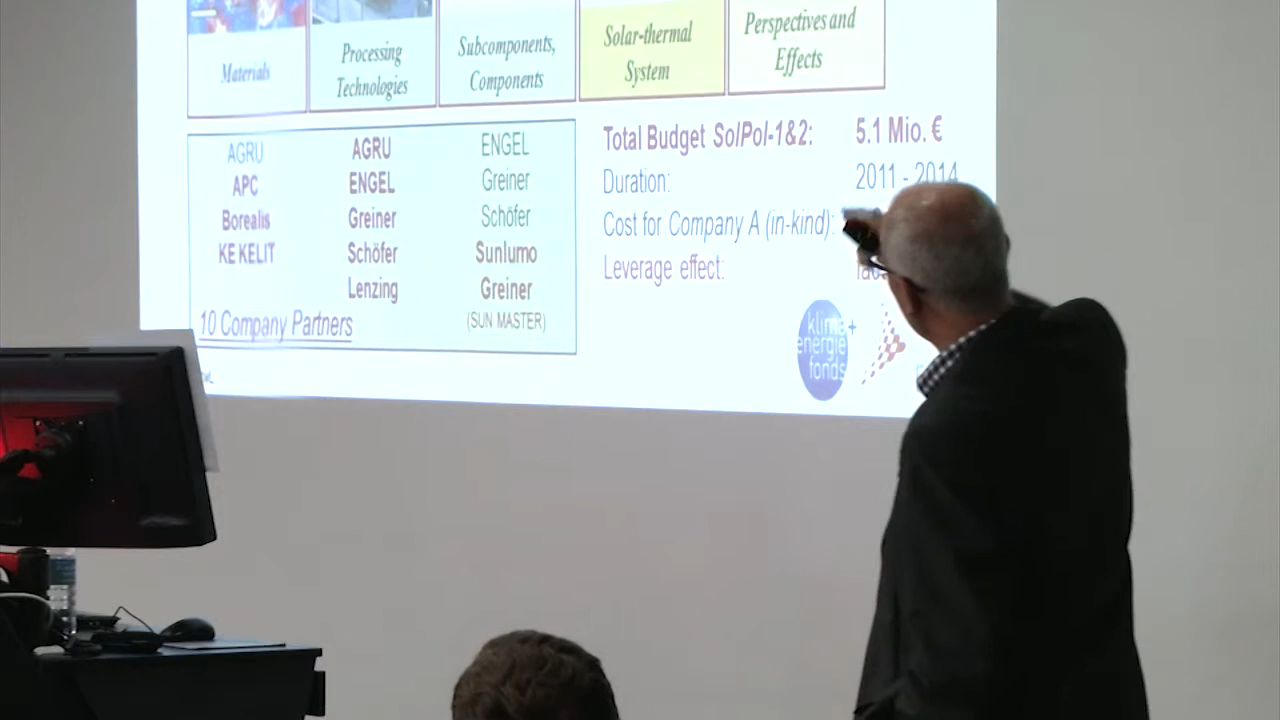 Materials
Processing
Technologies
Subcomponents,
Components
Solar-thermal
System
Perspectives and
Effects
AGRU
APC
Borealis
KE KELIT
10 Company Partners
AGRU
ENGEL
Greiner
Schöfer
Lenzing
ENGEL
Greiner
Schöfer
Sunlumo
Greiner
(SUN MASTER)
Total Budget SolPol-1&2: 5.1 Mio. €
Duration: 2011 - 2014
Cost for Company A (in-kind):
Leverage effect:
klima+
energie
fonds